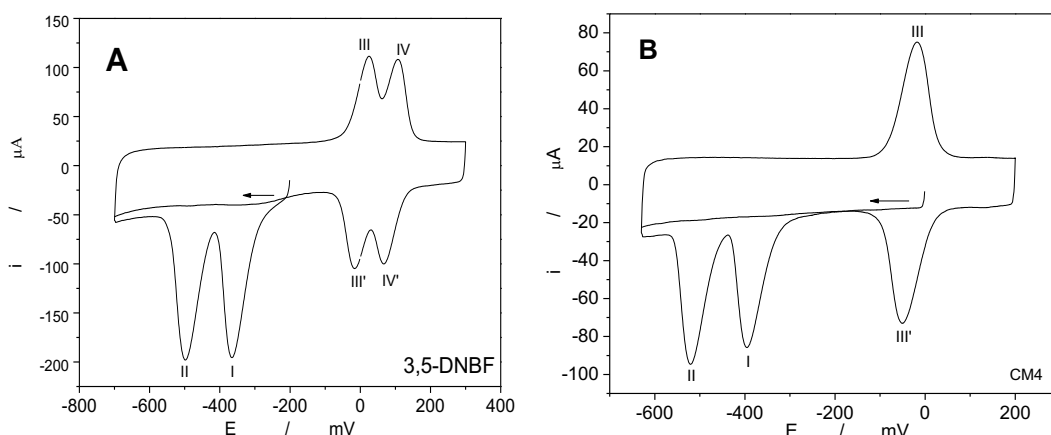 A
III
IV
150
100
50
0
-50
-100
-150
-200
i / µA
III'
IV'
II
I
3,5-DNBF
-800 -600 -400 -200 0 200 400
E / mV
B
III
80
60
40
20
0
-20
-40
-60
-80
-100
i / µA
III'
I
II
CM4
-600 -400 -200 0 200
E / mV